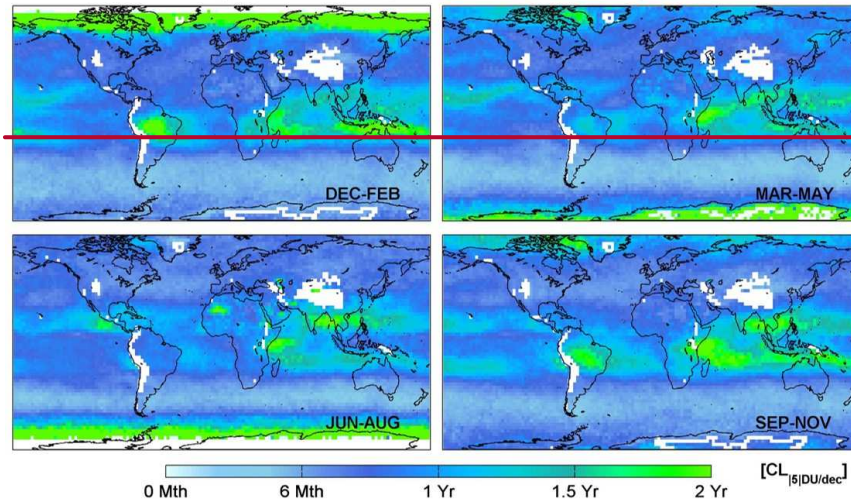 DEC-FEB
MAR-MAY
JUN-AUG
SEP-NOV
0 Mth 6 Mth 1 Yr 1.5 Yr 2 Yr
[CL|5|DU/dec]